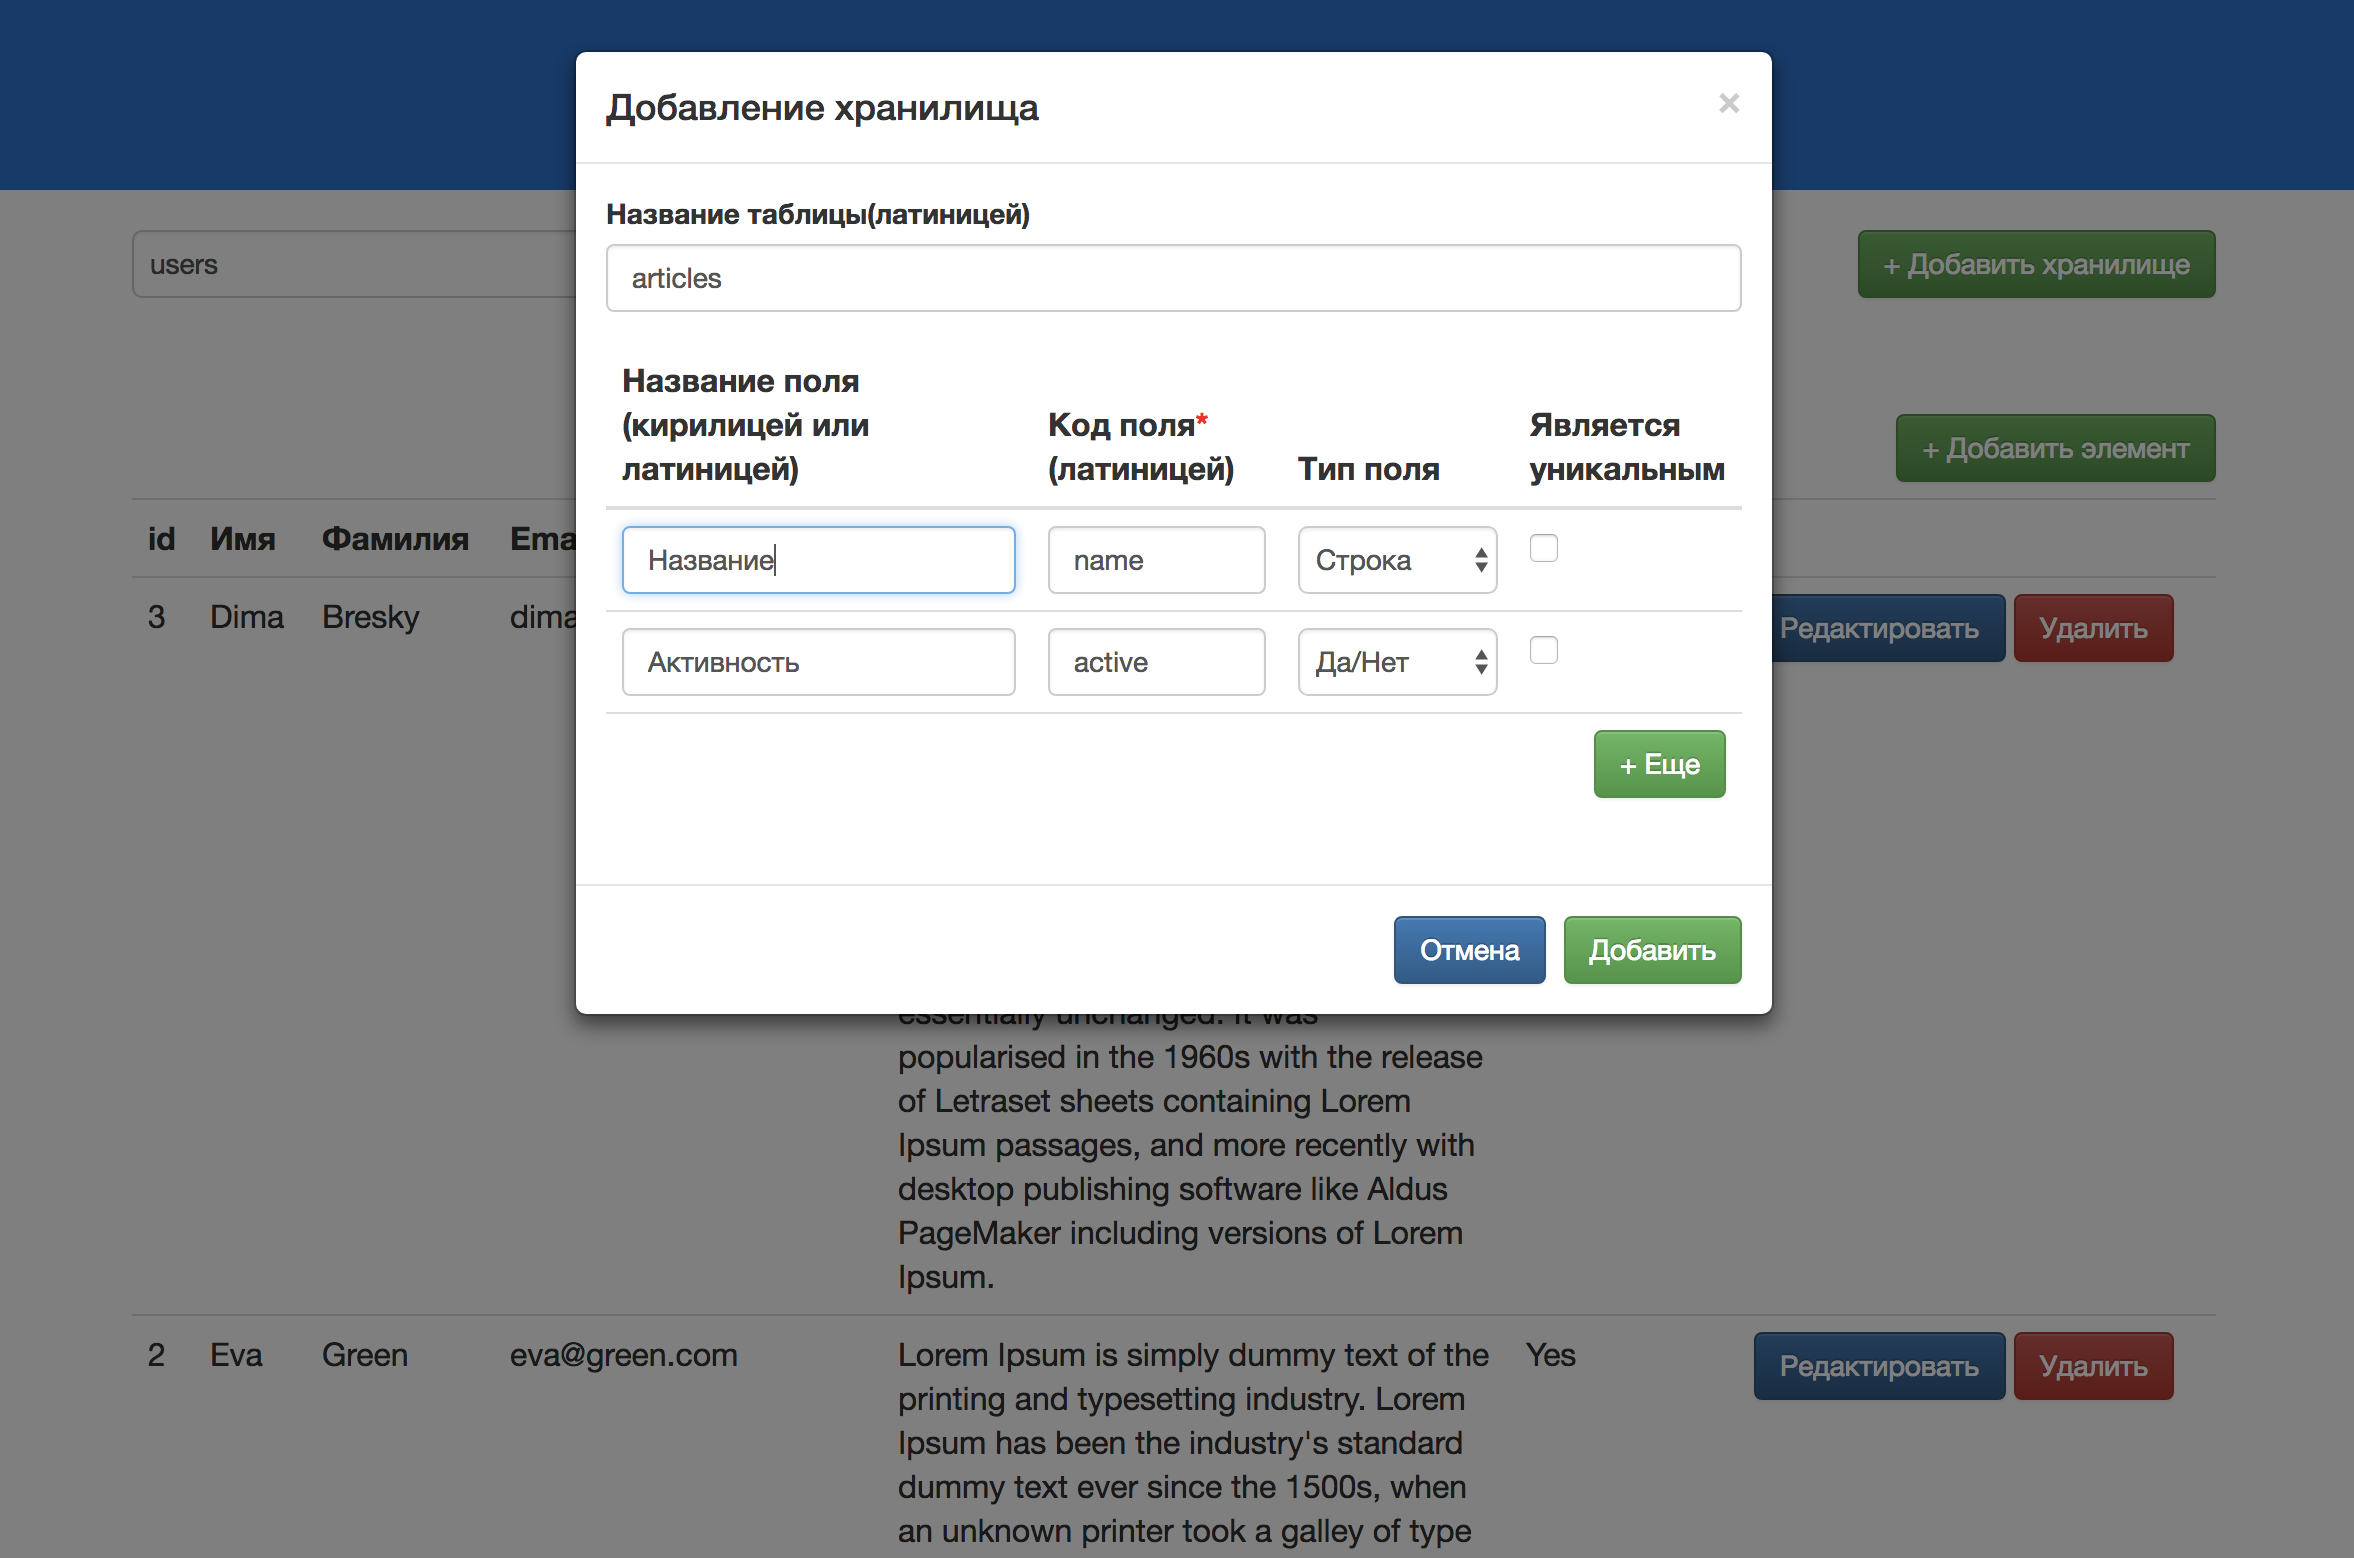 Добавление хранилища
×
Название таблицы(латиницей)
articles
Название поля
(кирилицей или
латиницей)
Код поля*
(латиницей)
Тип поля
Является
уникальным
Название
name
Строка
Активность
active
Да/Нет
+ Еще
Отмена
Добавить
users
+ Добавить хранилище
+ Добавить элемент
id Имя Фамилия Ema
3 Dima Bresky dima
Редактировать Удалить
essentially unchanged. It was
popularised in the 1960s with the release
of Letraset sheets containing Lorem
Ipsum passages, and more recently with
desktop publishing software like Aldus
PageMaker including versions of Lorem
Ipsum.
2 Eva Green eva@green.com
Lorem Ipsum is simply dummy text of the
printing and typesetting industry. Lorem
Ipsum has been the industry's standard
dummy text ever since the 1500s, when
an unknown printer took a galley of type
Yes
Редактировать Удалить